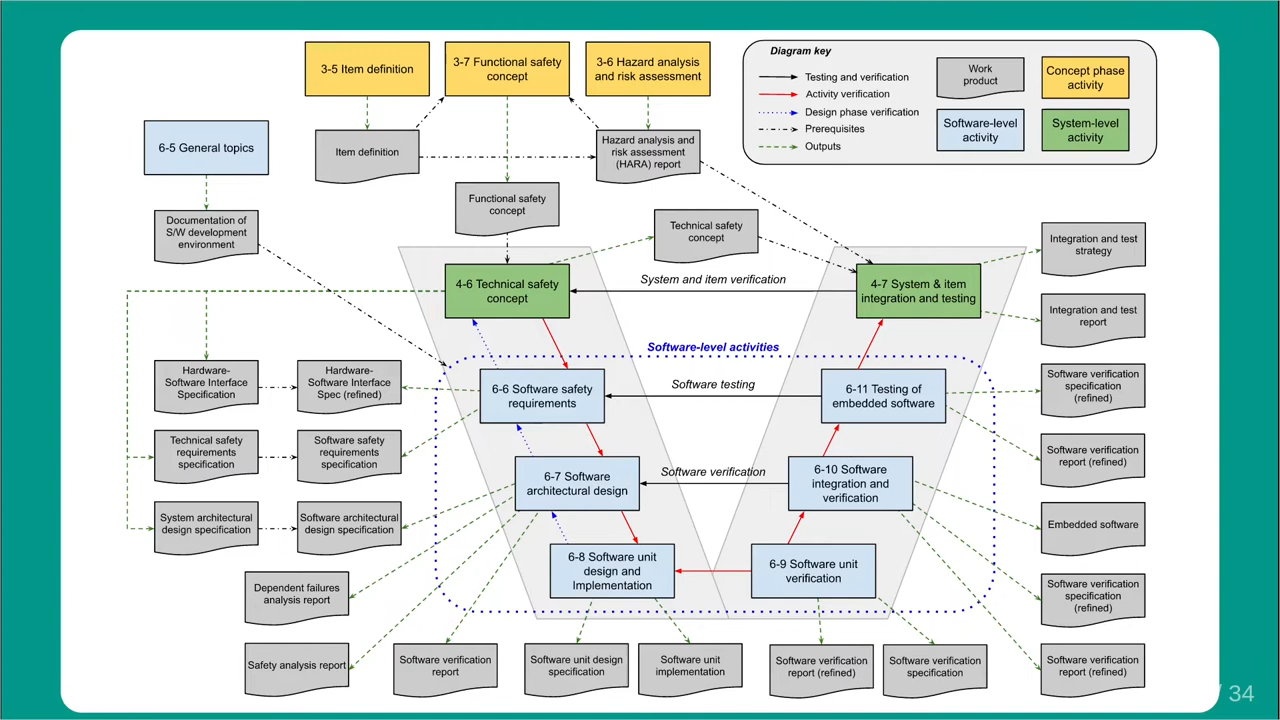 3-5 Item definition
3-7 Functional safety
concept
3-6 Hazard analysis
and risk assessment
Diagram key
Testing and verification
Activity verification
Design phase verification
Prerequisites
Outputs
Work
product
Concept phase
activity
Software-level
activity
System-level
activity
6-5 General topics
Item definition
Hazard analysis and
risk assessment
(HARA) report
Functional safety
concept
Documentation of
S/W development
environment
Technical safety
concept
Integration and test
strategy
4-6 Technical safety
concept
System and item verification
4-7 System & item
integration and testing
Integration and test
report
Software-level activities
Hardware-
Software Interface
Specification
Hardware-
Software Interface
Spec (refined)
6-6 Software safety
requirements
Software testing
6-11 Testing of
embedded software
Software verification
specification
(refined)
Technical safety
requirements
specification
Software safety
requirements
specification
6-7 Software
architectural design
Software verification
6-10 Software
integration and
verification
Software verification
report (refined)
System architectural
design specification
Software architectural
design specification
Embedded software
6-8 Software unit
design and
Implementation
6-9 Software unit
verification
Dependent failures
analysis report
Software verification
specification
(refined)
Safety analysis report
Software verification
report
Software unit design
specification
Software unit
implementation
Software verification
report (refined)
Software verification
specification
Software verification
report (refined)
/ 34